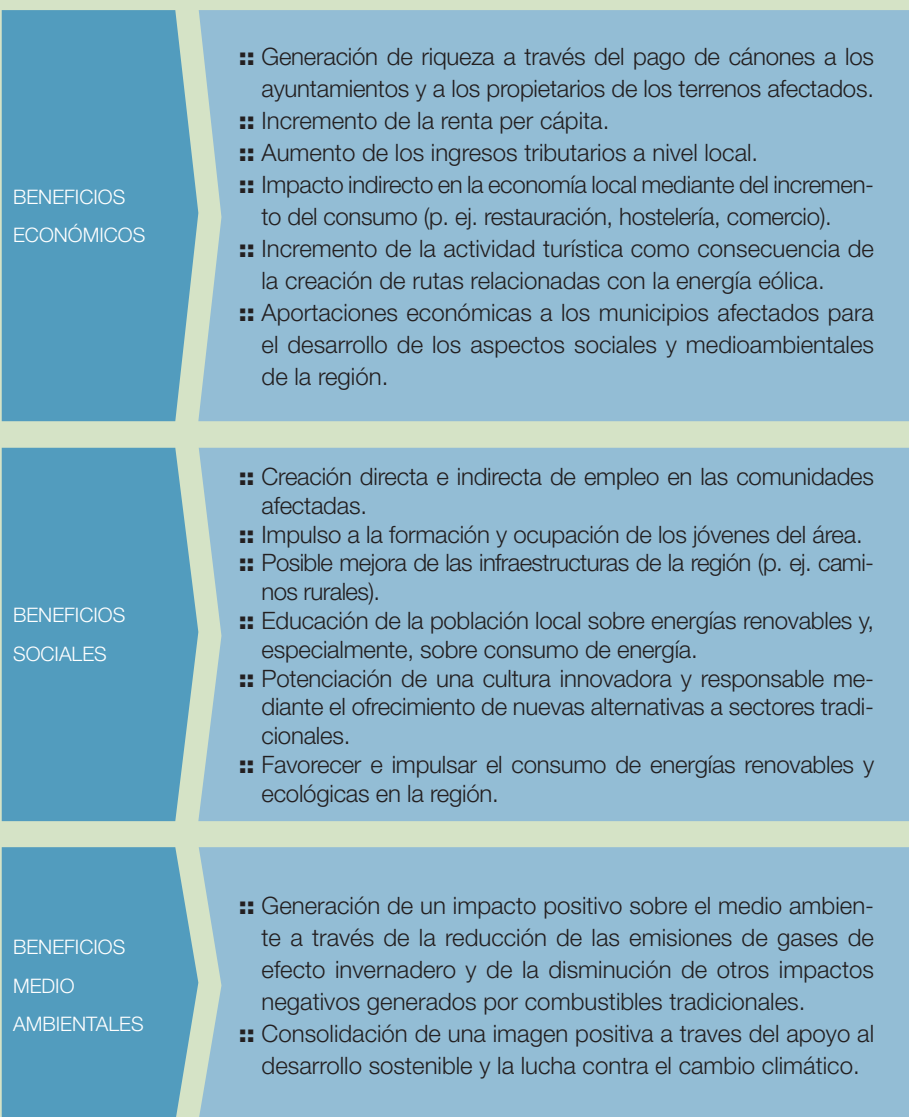 BENEFICIOS
ECONÓMICOS
:: Generación de riqueza a través del pago de cánones a los
ayuntamientos y a los propietarios de los terrenos afectados.
:: Incremento de la renta per cápita.
:: Aumento de los ingresos tributarios a nivel local.
:: Impacto indirecto en la economía local mediante del incremen-
to del consumo (p. ej. restauración, hostelería, comercio).
:: Incremento de la actividad turística como consecuencia de
la creación de rutas relacionadas con la energía eólica.
:: Aportaciones económicas a los municipios afectados para
el desarrollo de los aspectos sociales y medioambientales
de la región.
BENEFICIOS
SOCIALES
:: Creación directa e indirecta de empleo en las comunidades
afectadas.
:: Impulso a la formación y ocupación de los jóvenes del área.
:: Posible mejora de las infraestructuras de la región (p. ej. cami-
nos rurales).
:: Educación de la población local sobre energías renovables y,
especialmente, sobre consumo de energía.
:: Potenciación de una cultura innovadora y responsable me-
diante el ofrecimiento de nuevas alternativas a sectores tradi-
cionales.
:: Favorecer e impulsar el consumo de energías renovables y
ecológicas en la región.
BENEFICIOS
MEDIO
AMBIENTALES
:: Generación de un impacto positivo sobre el medio ambien-
te a través de la reducción de las emisiones de gases de
efecto invernadero y de la disminución de otros impactos
negativos generados por combustibles tradicionales.
:: Consolidación de una imagen positiva a traves del apoyo al
desarrollo sostenible y la lucha contra el cambio climático.